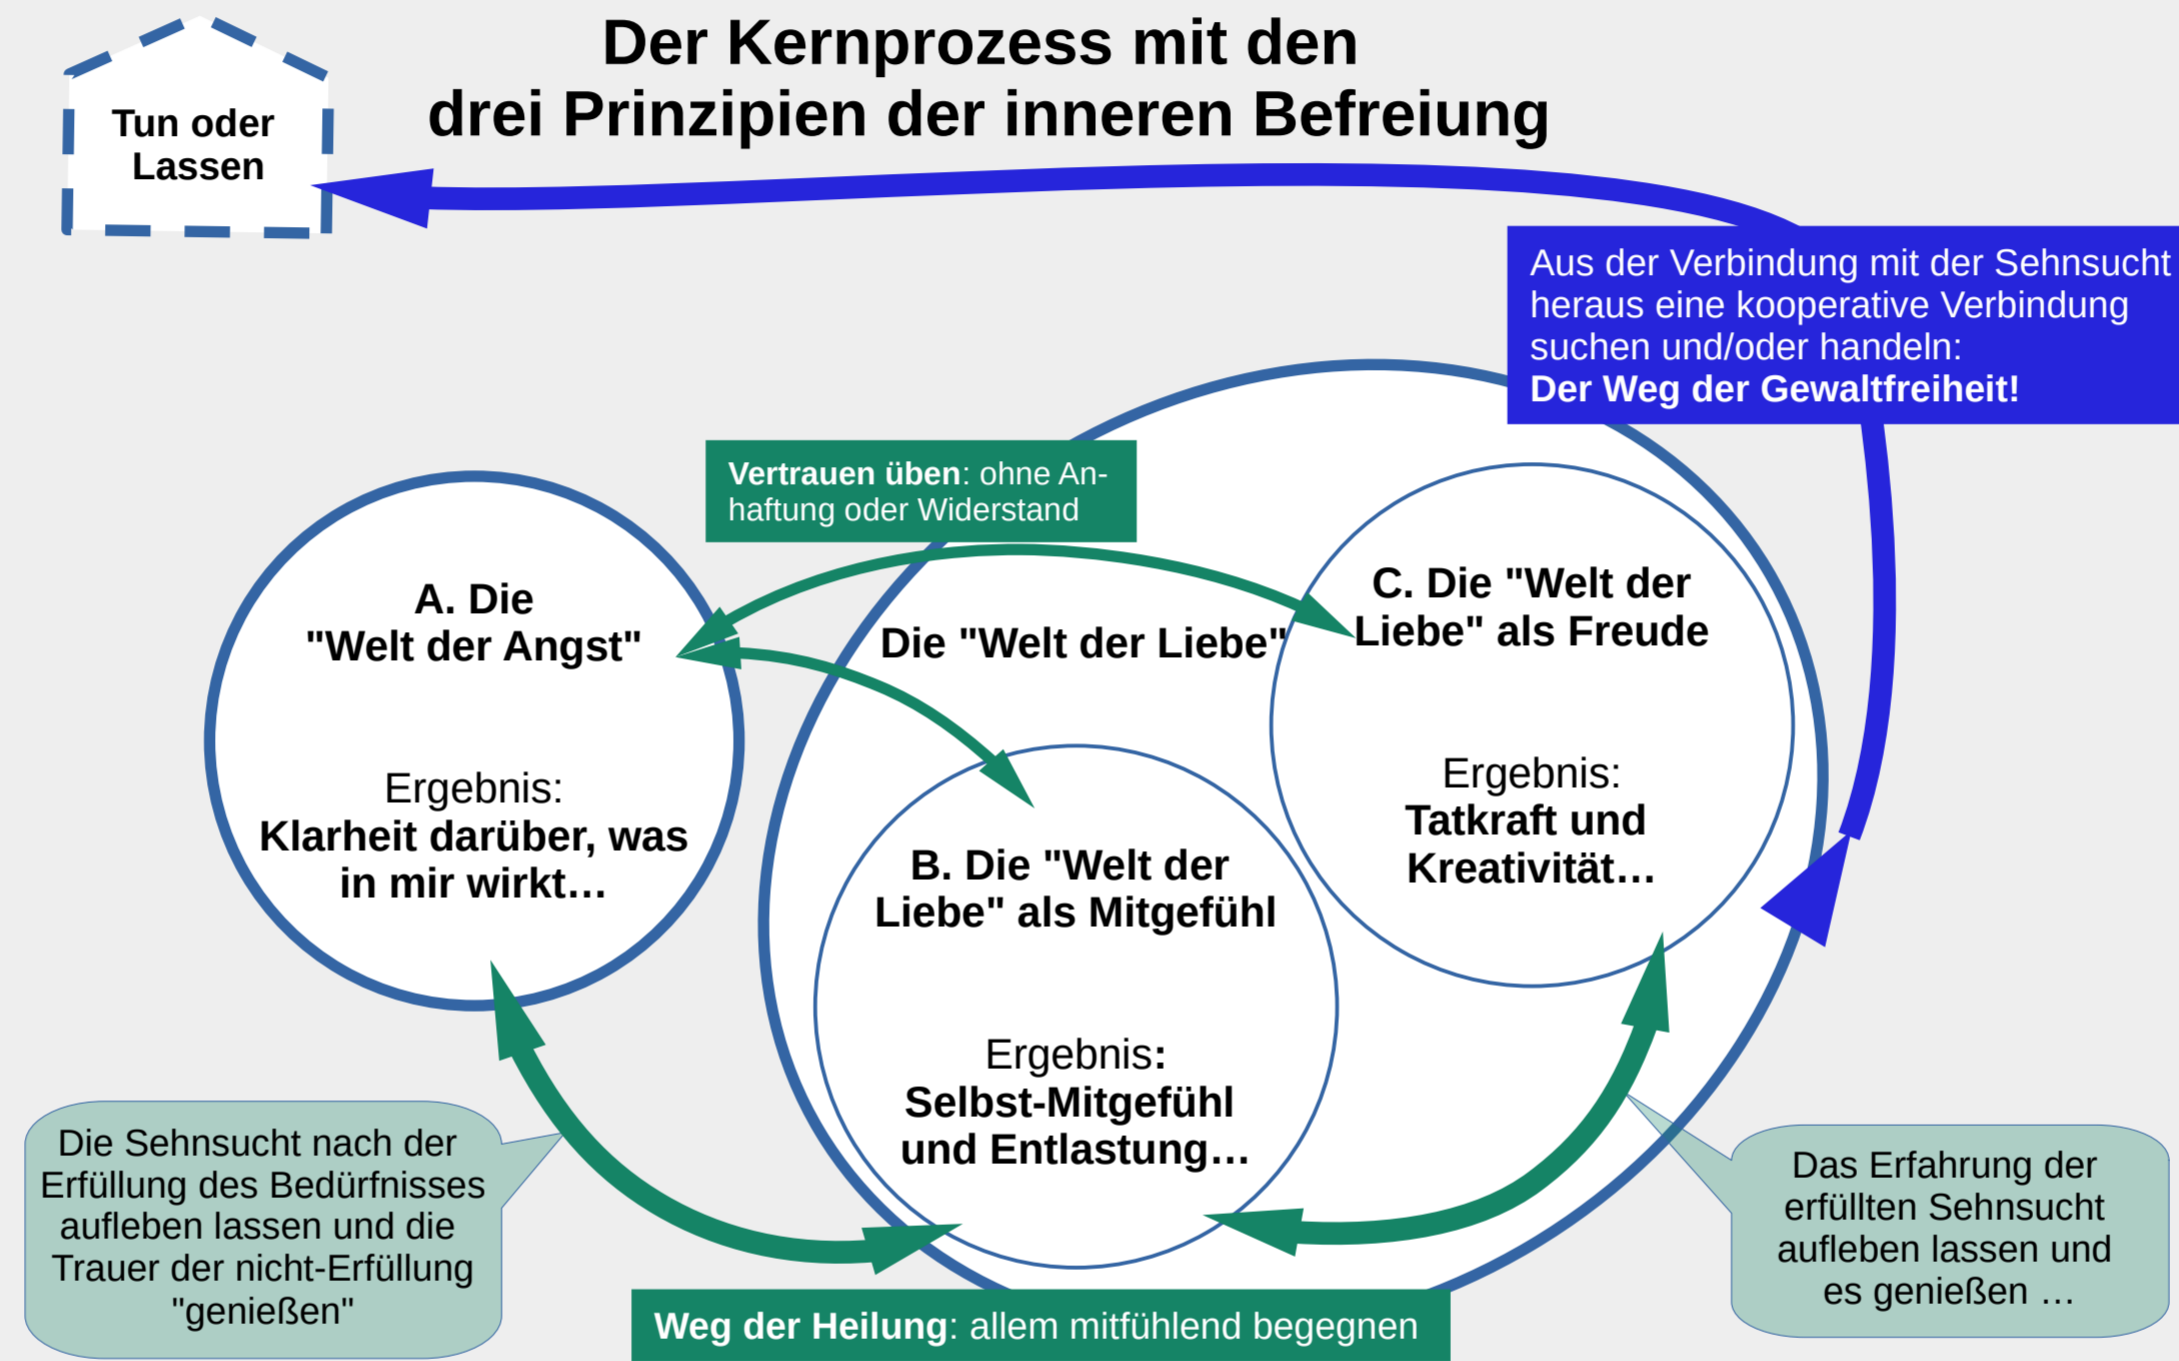 Der Kernprozess mit den
drei Prinzipien der inneren Befreiung
Tun oder
Lassen
Aus der Verbindung mit der Sehnsucht
heraus eine kooperative Verbindung
suchen und/oder handeln:
Der Weg der Gewaltfreiheit!
Vertrauen üben: ohne An-
haftung oder Widerstand
A. Die
"Welt der Angst"
Ergebnis:
Klarheit darüber, was
in mir wirkt…
Die "Welt der Liebe"
C. Die "Welt der
Liebe" als Freude
Ergebnis:
Tatkraft und
Kreativität…
B. Die "Welt der
Liebe" als Mitgefühl
Ergebnis:
Selbst-Mitgefühl
und Entlastung…
Die Sehnsucht nach der
Erfüllung des Bedürfnisses
aufleben lassen und die
Trauer der nicht-Erfüllung
"genießen"
Das Erfahrung der
erfüllten Sehnsucht
aufleben lassen und
es genießen …
Weg der Heilung: allem mitfühlend begegnen